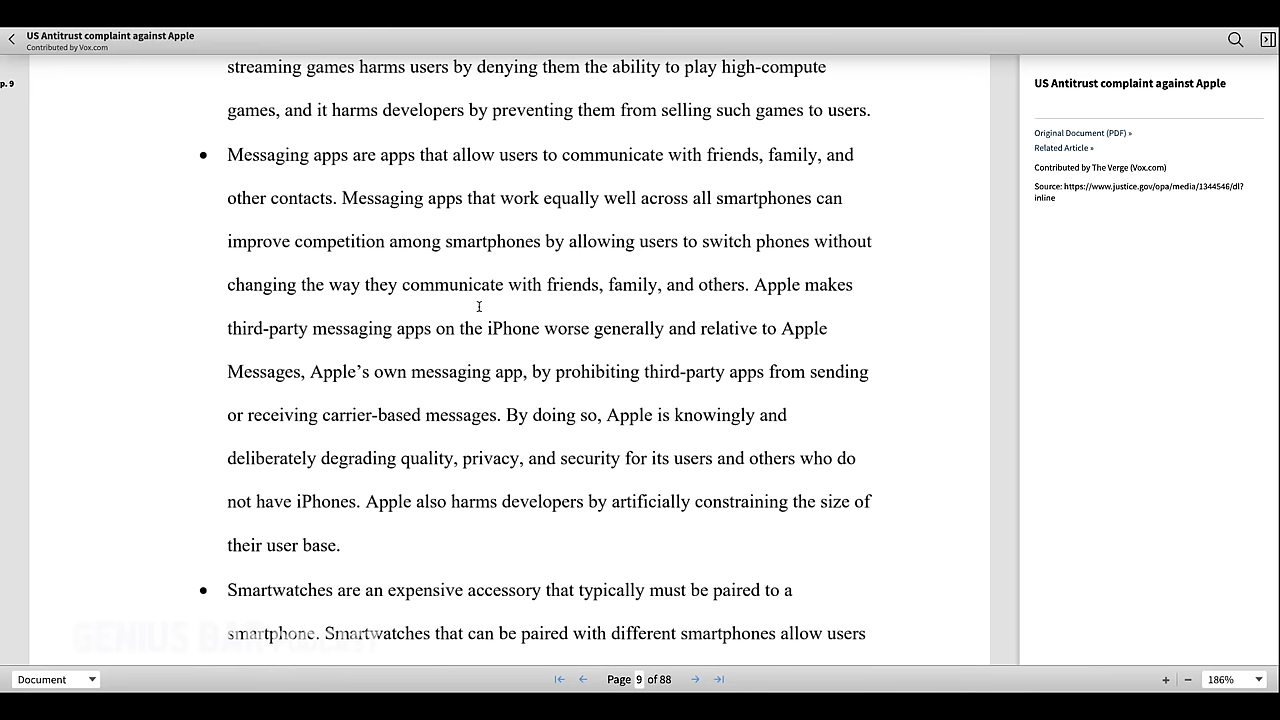 US Antitrust complaint against Apple
Contributed by Vox.com
p. 9
streaming games harms users by denying them the ability to play high-compute
games, and it harms developers by preventing them from selling such games to users.
• Messaging apps are apps that allow users to communicate with friends, family, and
other contacts. Messaging apps that work equally well across all smartphones can
improve competition among smartphones by allowing users to switch phones without
changing the way they communicate with friends, family, and others. Apple makes
third-party messaging apps on the iPhone worse generally and relative to Apple
Messages, Apple’s own messaging app, by prohibiting third-party apps from sending
or receiving carrier-based messages. By doing so, Apple is knowingly and
deliberately degrading quality, privacy, and security for its users and others who do
not have iPhones. Apple also harms developers by artificially constraining the size of
their user base.
• Smartwatches are an expensive accessory that typically must be paired to a
smartphone. Smartwatches that can be paired with different smartphones allow users
GENIUS BAR
US Antitrust complaint against Apple
Original Document (PDF) »
Related Article »
Contributed by The Verge (Vox.com)
Source: https://www.justice.gov/opa/media/1344546/dl?
inline
Document
Page 9 of 88
+ − 186%